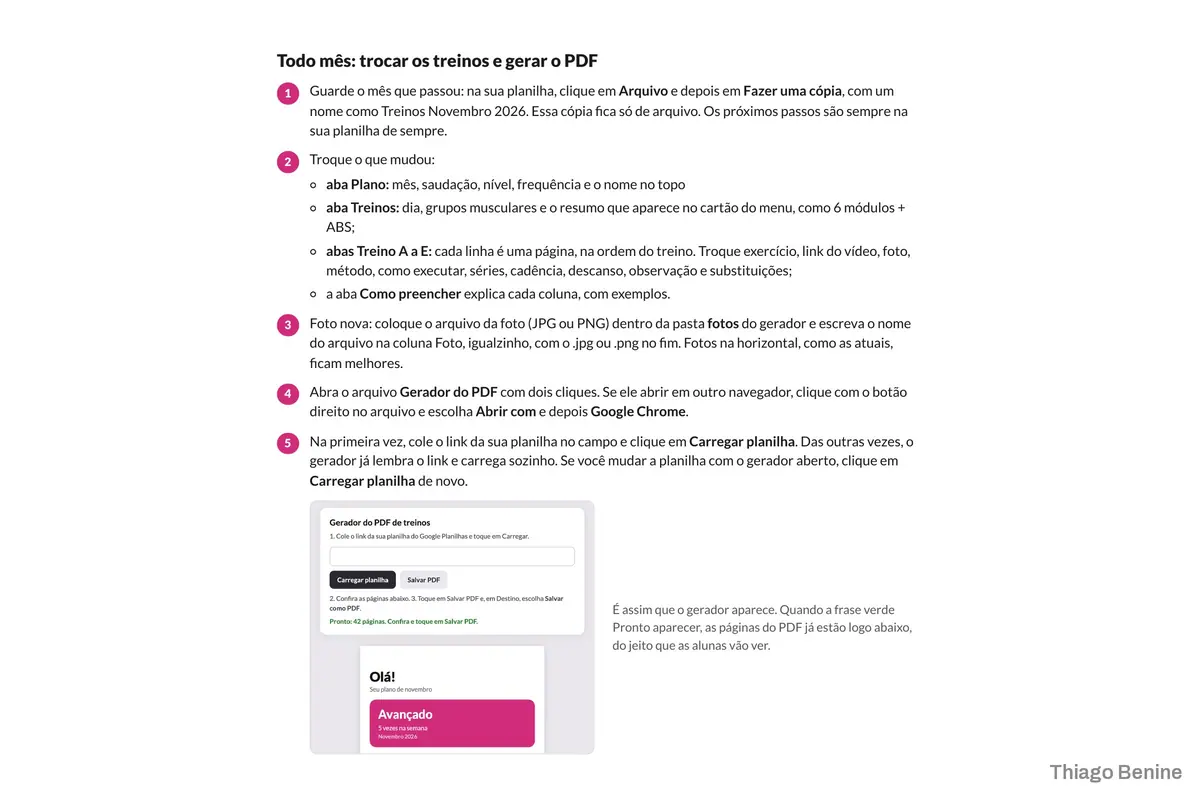 Todo mês: trocar os treinos e gerar o PDF
1
Guarde o mês que passou: na sua planilha, clique em Arquivo e depois em Fazer uma cópia, com um
nome como Treinos Novembro 2026. Essa cópia fica só de arquivo. Os próximos passos são sempre na
sua planilha de sempre.
2
Troque o que mudou:
aba Plano: mês, saudação, nível, frequência e o nome no topo
aba Treinos: dia, grupos musculares e o resumo que aparece no cartão do menu, como 6 módulos +
ABS;
abas Treino A a E: cada linha é uma página, na ordem do treino. Troque exercício, link do vídeo, foto,
método, como executar, séries, cadência, descanso, observação e substituições;
a aba Como preencher explica cada coluna, com exemplos.
3
Foto nova: coloque o arquivo da foto (JPG ou PNG) dentro da pasta fotos do gerador e escreva o nome
do arquivo na coluna Foto, igualzinho, com o .jpg ou .png no fim. Fotos na horizontal, como as atuais,
ficam melhores.
4
Abra o arquivo Gerador do PDF com dois cliques. Se ele abrir em outro navegador, clique com o botão
direito no arquivo e escolha Abrir com e depois Google Chrome.
5
Na primeira vez, cole o link da sua planilha no campo e clique em Carregar planilha. Das outras vezes, o
gerador já lembra o link e carrega sozinho. Se você mudar a planilha com o gerador aberto, clique em
Carregar planilha de novo.
Gerador do PDF de treinos
1. Cole o link da sua planilha do Google Planilhas e toque em Carregar.
Carregar planilha
Salvar PDF
2. Confira as páginas abaixo. 3. Toque em Salvar PDF e, em Destino, escolha Salvar
como PDF.
Pronto: 42 páginas. Confira e toque em Salvar PDF.
Olá!
Seu plano de novembro
Avançado
5 vezes na semana
Novembro 2026
É assim que o gerador aparece. Quando a frase verde
Pronto aparecer, as páginas do PDF já estão logo abaixo,
do jeito que as alunas vão ver.
Thiago Benine